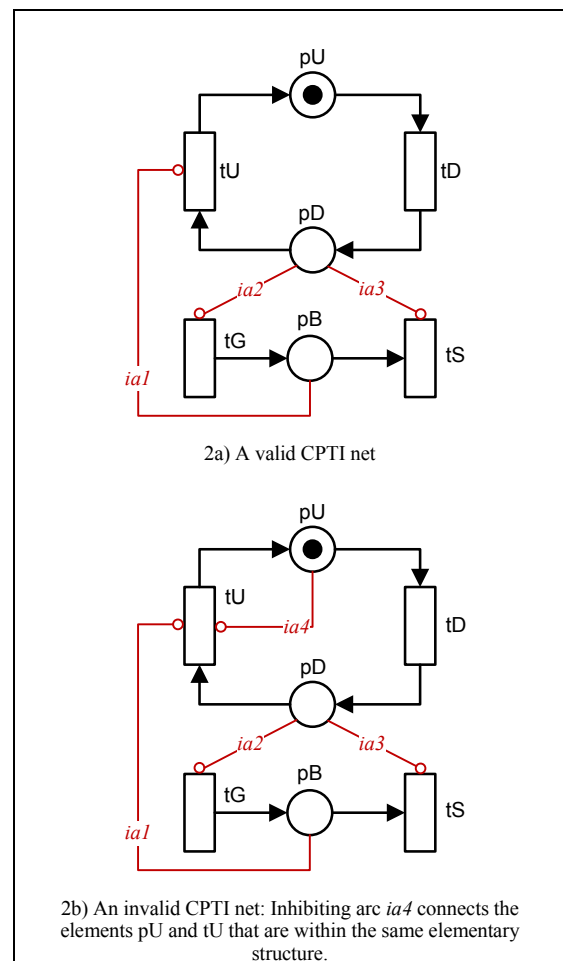 pU
tU
tD
pD
ia2
ia3
tG
pB
tS
ia1
2a) A valid CPTI net
pU
tU
ia4
tD
pD
ia2
ia3
tG
pB
tS
ia1
2b) An invalid CPTI net: Inhibiting arc ia4 connects the
elements pU and tU that are within the same elementary
structure.